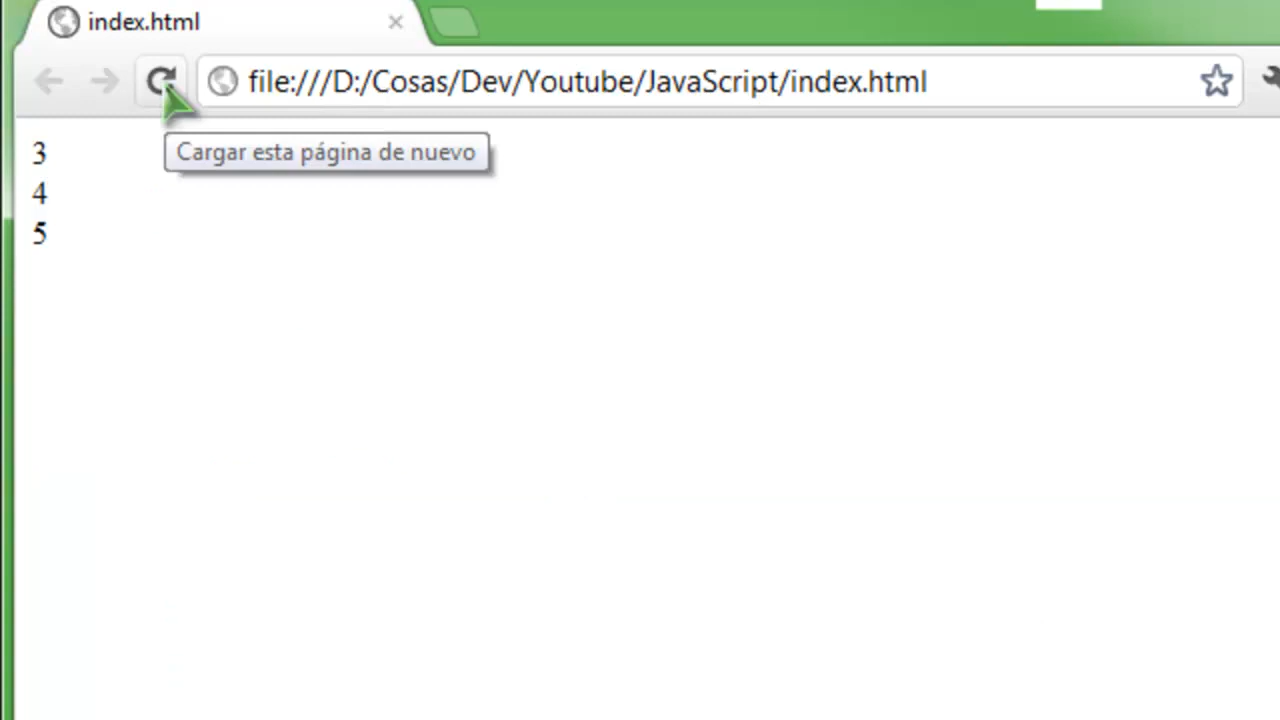 index.html
file:///D:/Cosas/Dev/Youtube/JavaScript/index.html
Cargar esta página de nuevo
3
4
5